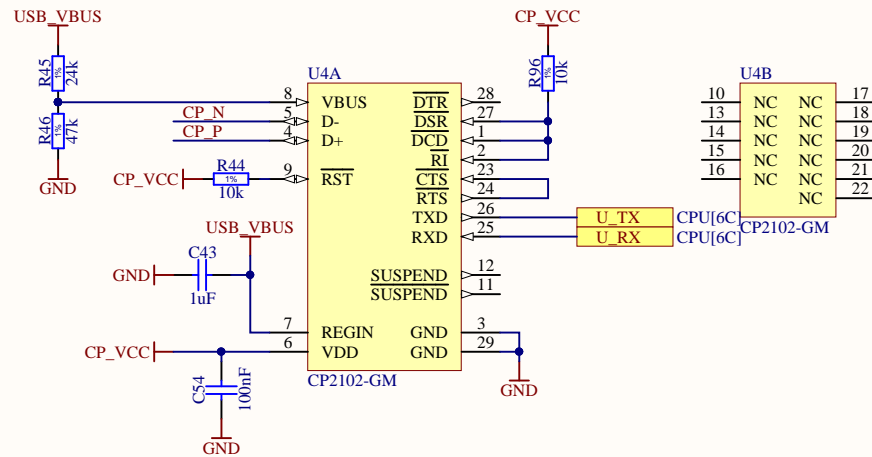 USB_VBUS
CP_VCC
R45
1%
24k
U4A
R96
1%
10k
U4B
8 VBUS
DTR 28
10 NC NC 17
CP_N 5 D-
DSR 27
13 NC NC 18
R46
1%
47k
CP_P 4 D+
DCD 1
14 NC NC 19
RI 2
15 NC NC 20
GND
CP_VCC
R44
1%
10k
9 RST
CTS 23
16 NC NC 21
RTS 24
NC 22
TXD 26
U_TX CPU[6C]
CP2102-GM
RXD 25
U_RX CPU[6C]
USB_VBUS
GND
C43
1uF
SUSPEND 12
SUSPEND 11
7 REGIN
GND 3
CP_VCC
6 VDD
GND 29
CP2102-GM
C54
100nF
GND
GND